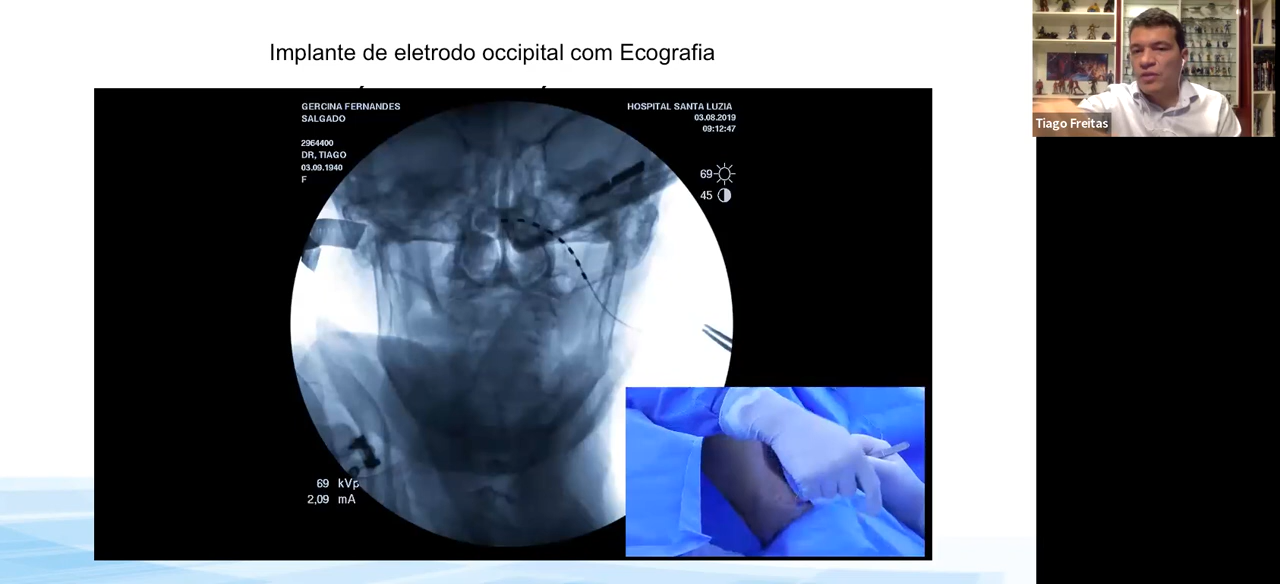 Implante de eletrodo occipital com Ecografia
GERCINA FERNANDES
SALGADO
2964400
DR, TIAGO
03.09.1940
F
HOSPITAL SANTA LUZIA
03.08.2019
09:12:47
69
45
69 kVp
2,09 mA
Tiago Freitas